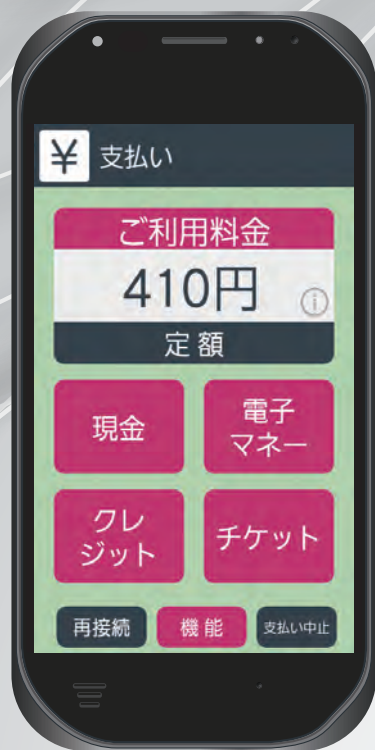 ¥ 支払い
ご利用料金
410円 ⓘ
定額
現金
電子
マネー
クレ
ジット
チケット
再接続 機能 支払い中止